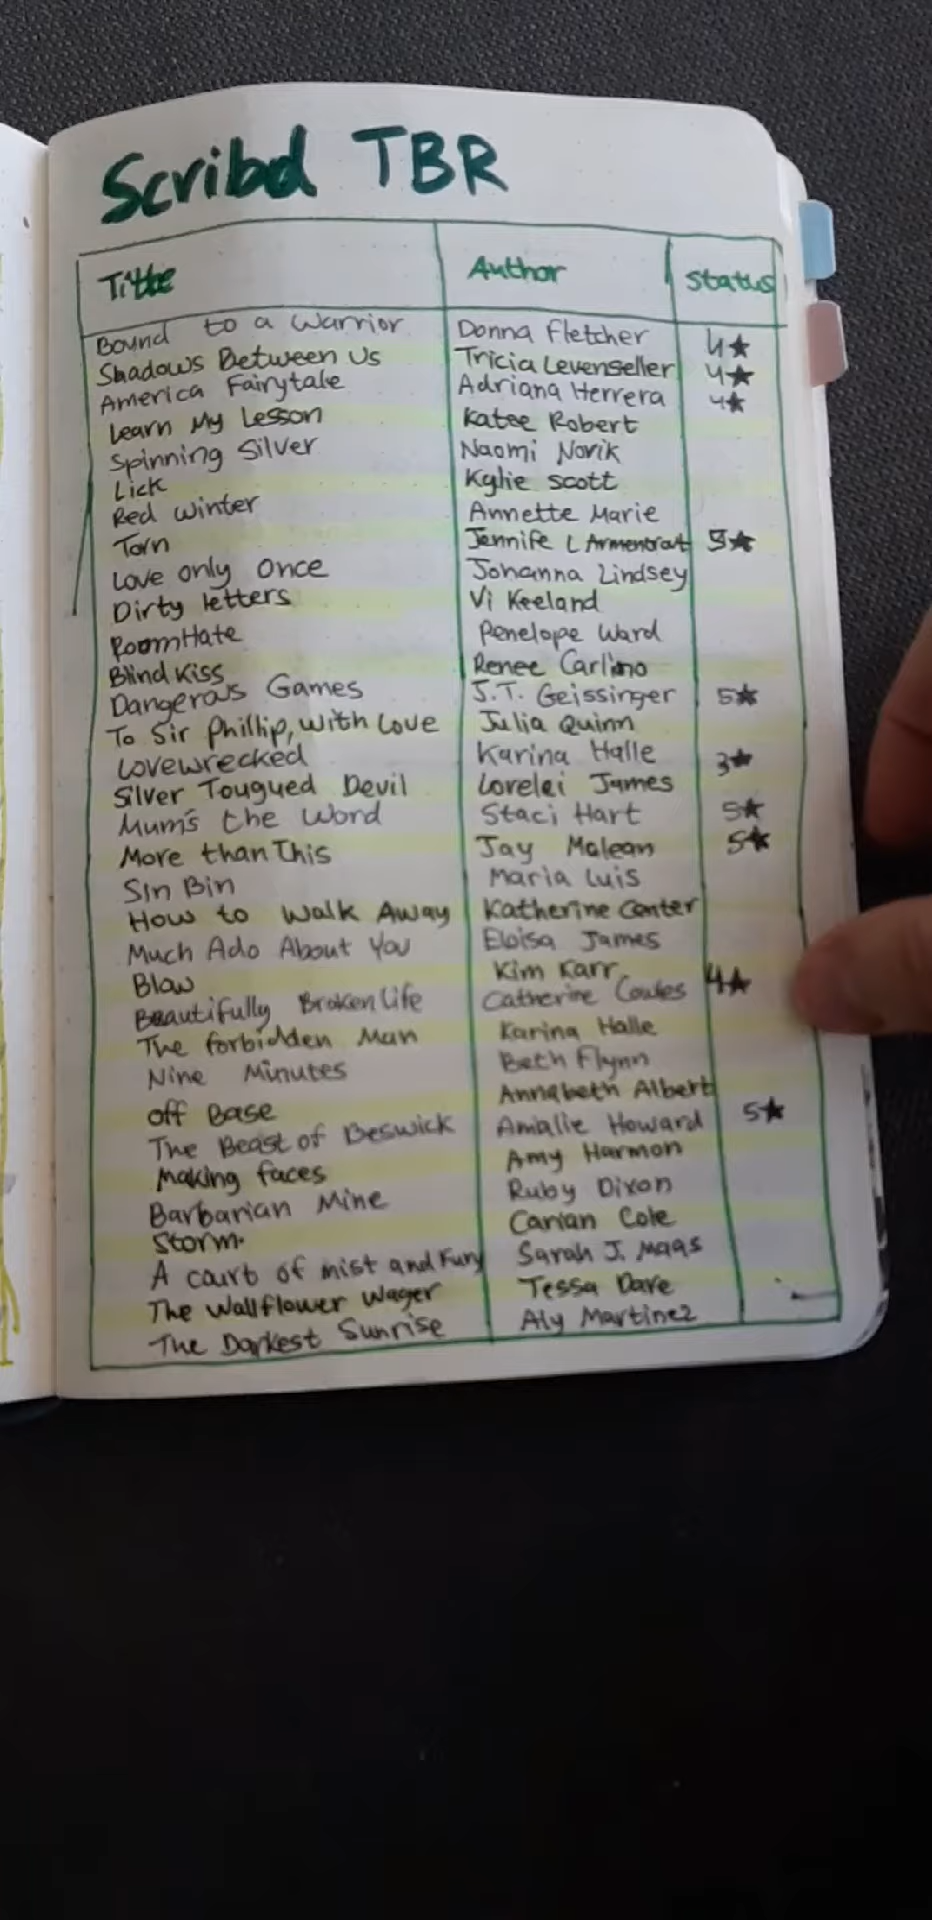 Scribd TBR
Title Author Status
Bound to a Warrior Donna Fletcher 4★
Shadows Between Us Tricia Levenseller 4★
America Fairytale Adriana Herrera 4★
Learn My Lesson Katee Robert
Spinning Silver Naomi Novik
Lick Kylie Scott
Red Winter Annette Marie
Torn Jennife L Armentrout 5★
Love only Once Johanna Lindsey
Dirty letters Vi Keeland
RoomHate Penelope Ward
Blind Kiss Renee Carlino
Dangerous Games J.T. Geissinger 5★
To Sir Phillip, With Love Julia Quinn
Lovewrecked Karina Halle 3★
Silver Tougued Devil Lorelei James
Mum's the Word Staci Hart 5★
More than This Jay Mclean 5★
Sin Bin Maria Luis
How to Walk Away Katherine Center
Much Ado About You Eloisa James
Blow Kim Karr
Beautifully Broken Life Catherine Cowles 4★
The forbidden Man Karina Halle
Nine Minutes Beth Flynn
off Base Annabeth Albert
The Beast of Beswick Amalie Howard 5★
Making faces Amy Harmon
Barbarian Mine Ruby Dixon
Storm. Carian Cole
A court of mist and Fury Sarah J. Maas
The Wallflower Wager Tessa Dare
The Darkest Sunrise Aly Martinez